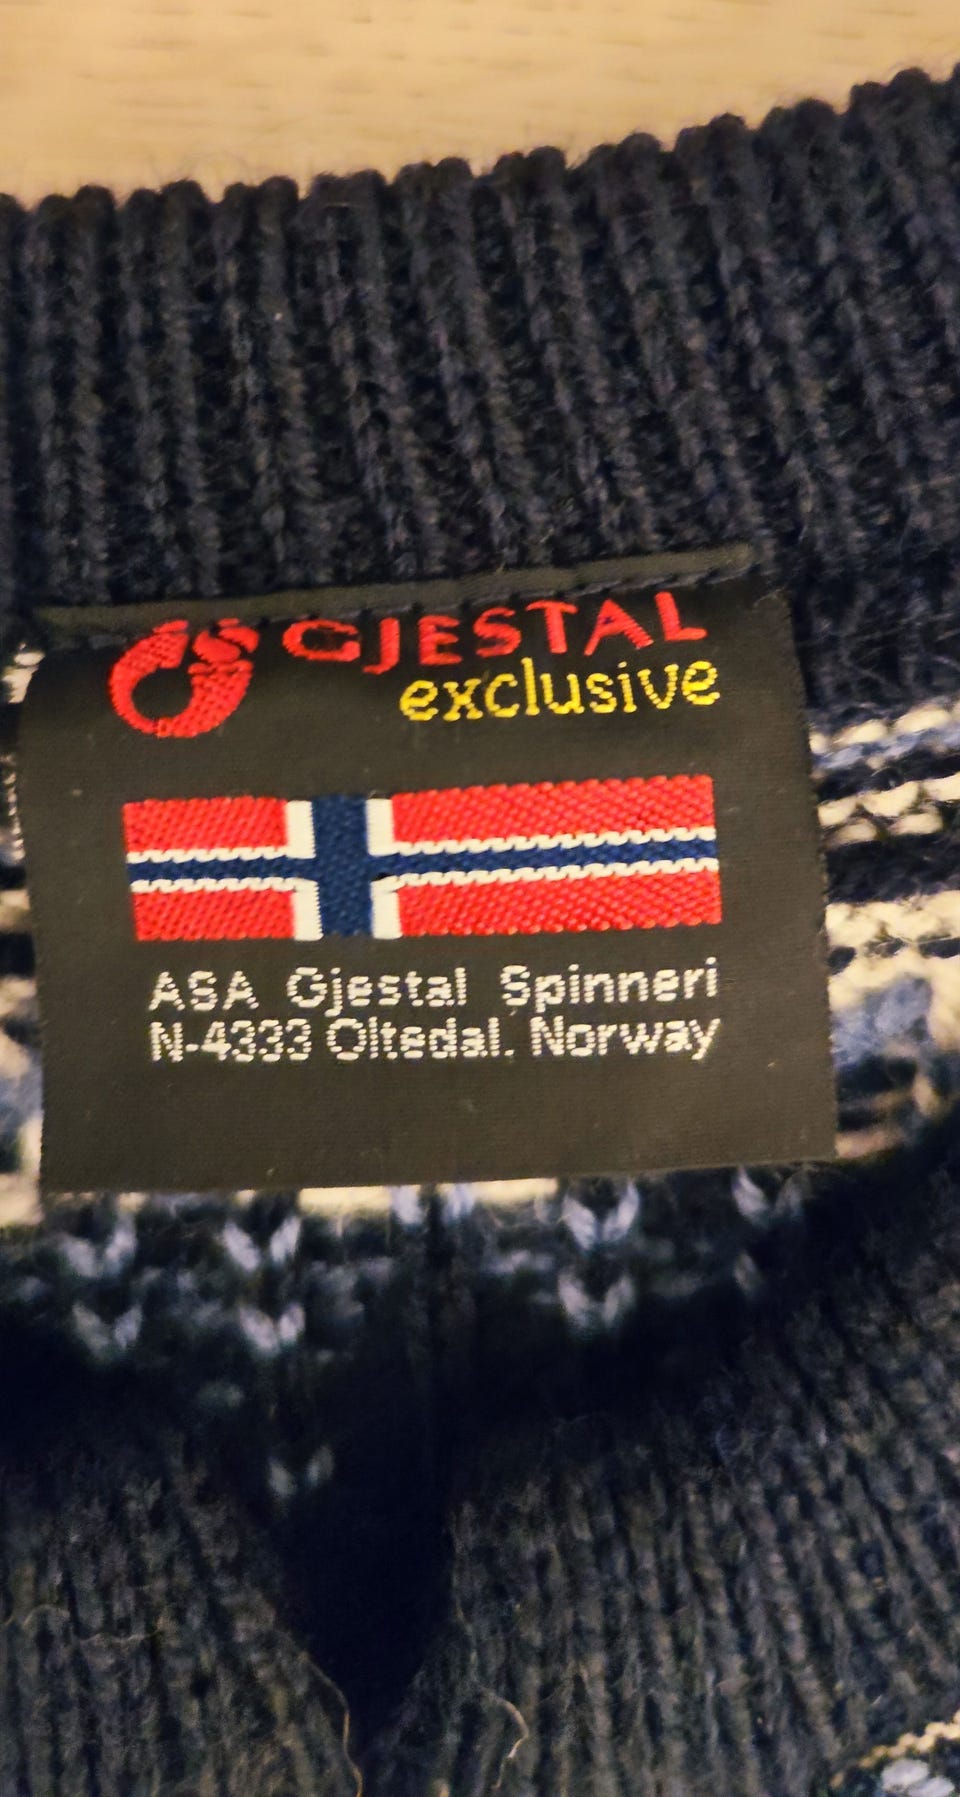 GJESTAL
exclusive
ASA Gjestal Spinneri
N-4333 Oltedal. Norway